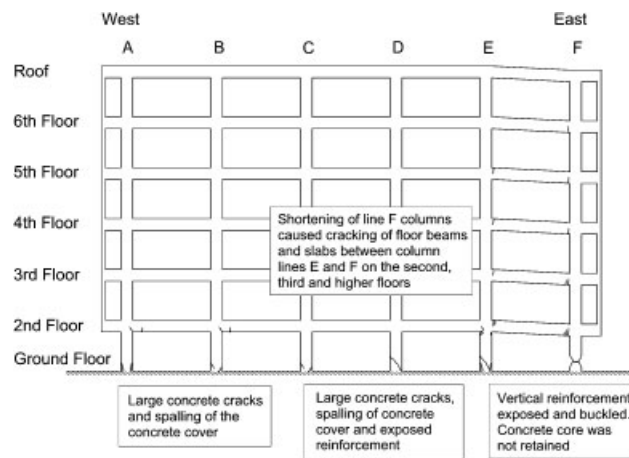 West
East
A B C D E F
Roof
6th Floor
5th Floor
4th Floor
Shortening of line F columns
caused cracking of floor beams
and slabs between column
lines E and F on the second,
third and higher floors
3rd Floor
2nd Floor
Ground Floor
Large concrete cracks
and spalling of the
concrete cover
Large concrete cracks,
spalling of concrete
cover and exposed
reinforcement
Vertical reinforcement
exposed and buckled.
Concrete core was
not retained